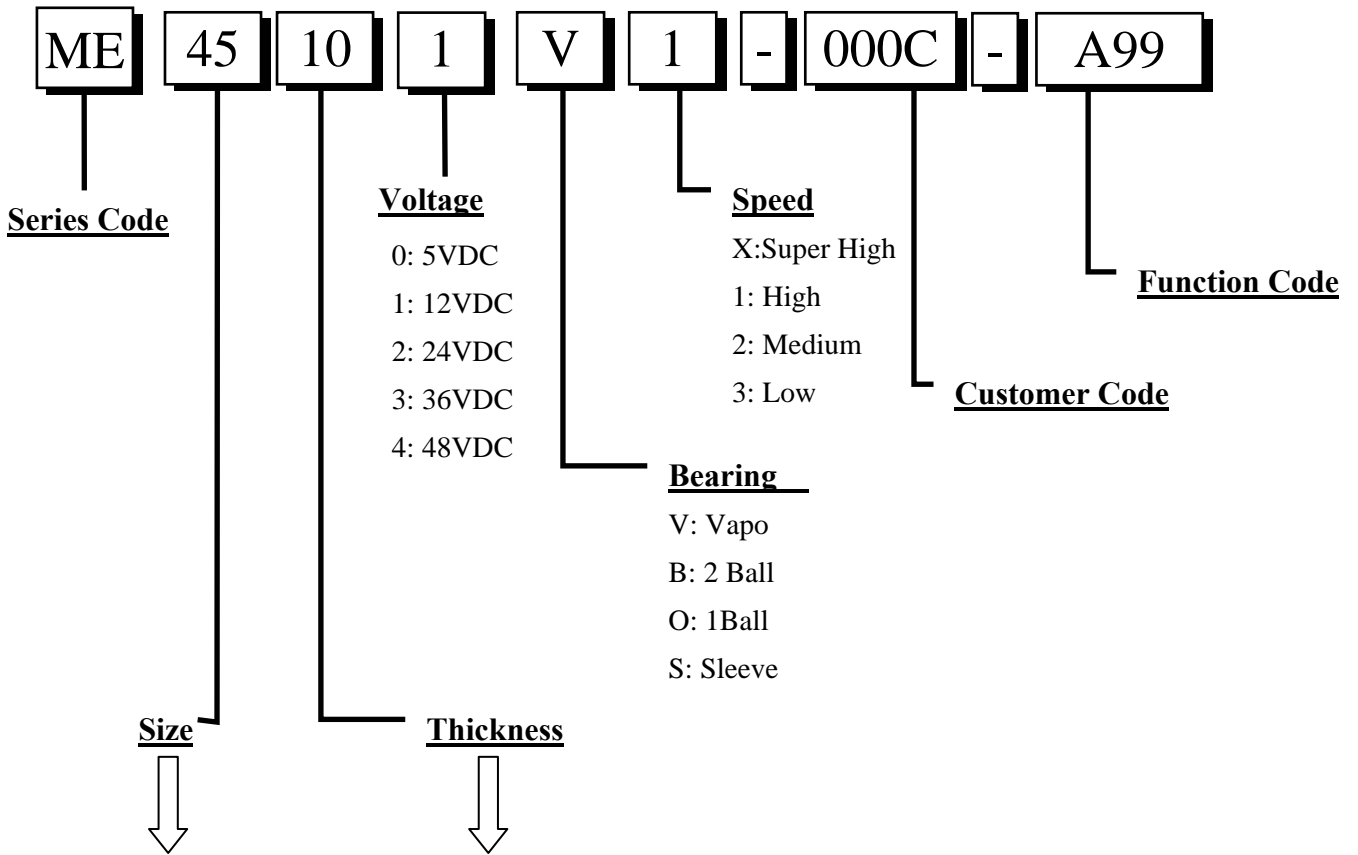 ME 45 10 1 V 1 - 000C - A99
Series Code
Voltage
0: 5VDC
1: 12VDC
2: 24VDC
3: 36VDC
4: 48VDC
Speed
X:Super High
1: High
2: Medium
3: Low
Function Code
Customer Code
Bearing
V: Vapo
B: 2 Ball
O: 1Ball
S: Sleeve
Size
Thickness